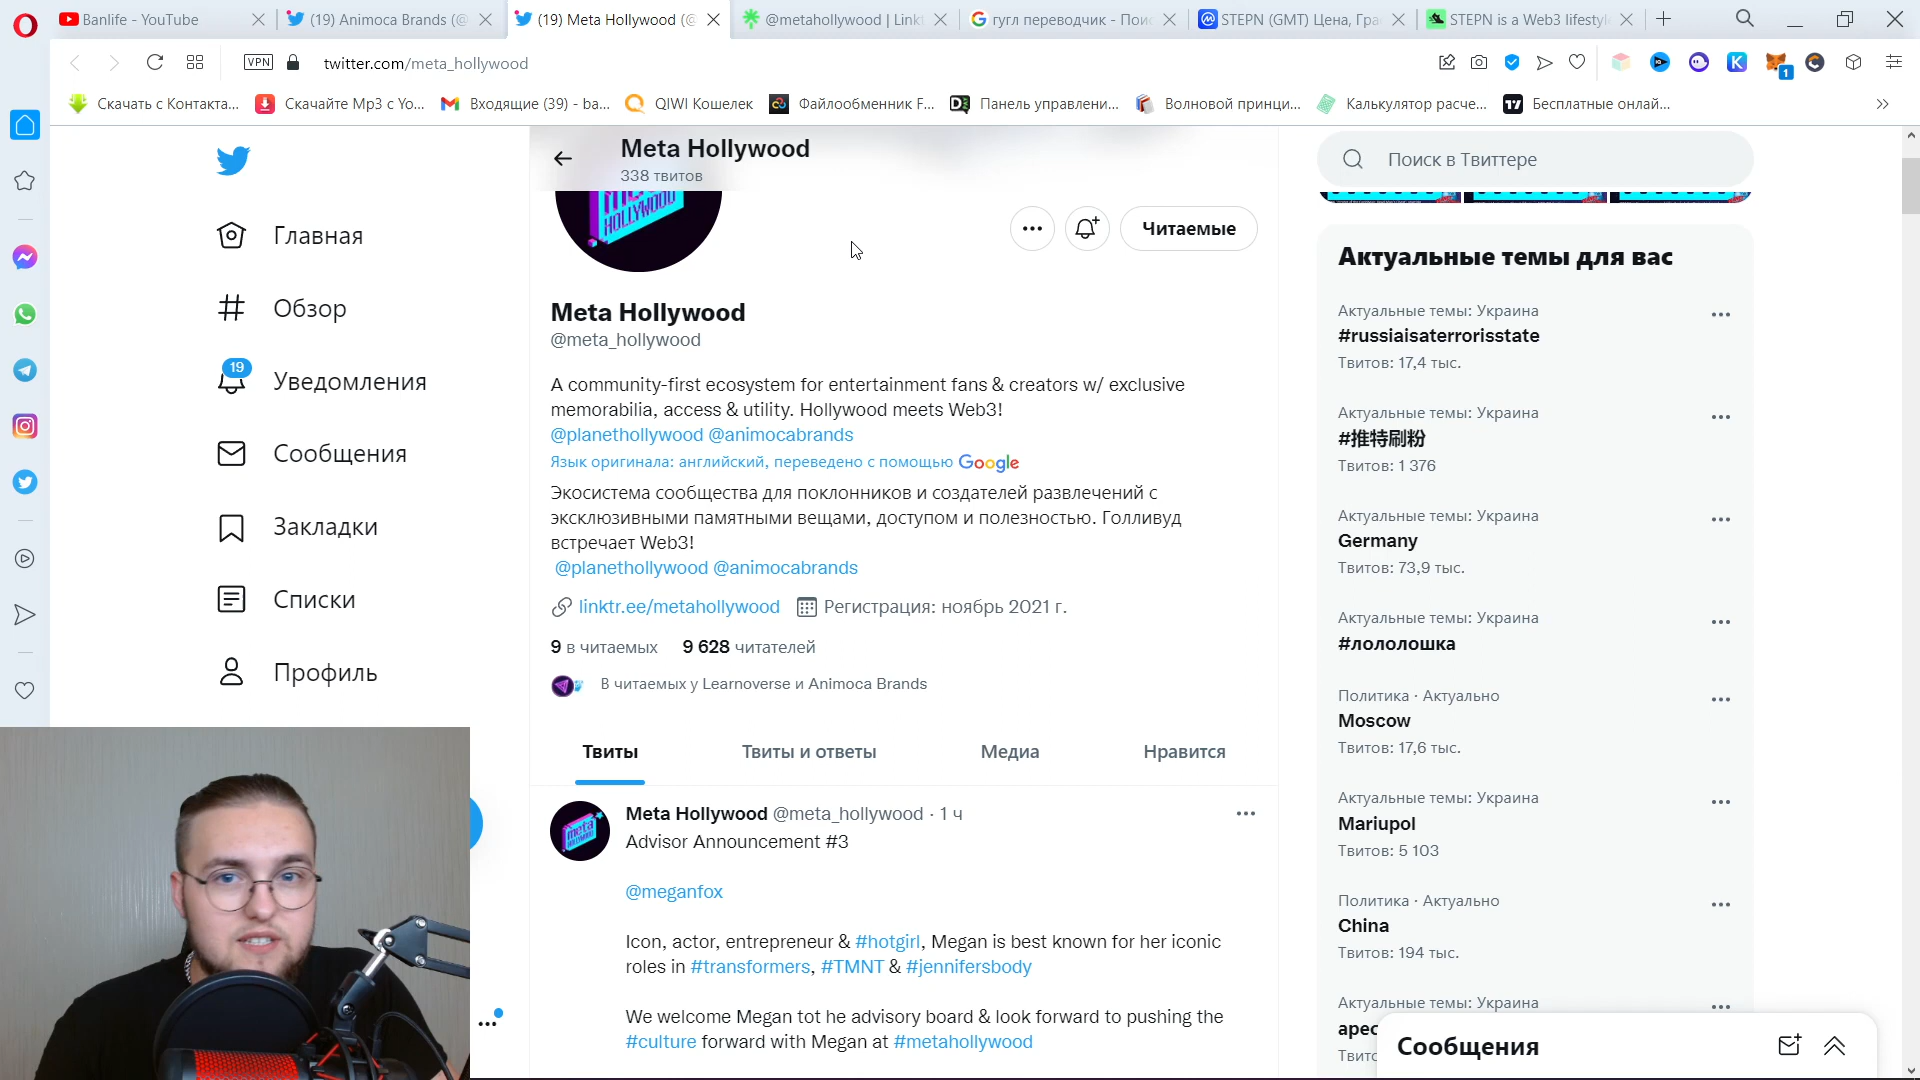 Banlife - YouTube
(19) Animoca Brands (@
(19) Meta Hollywood (@
@metahollywood | Linkt
гугл переводчик - Пои
STEPN (GMT) Цена, Гра
STEPN is a Web3 lifestyl
VPN
twitter.com/meta_hollywood
1
Скачать с Контакта...
Скачайте Mp3 с Yo...
Входящие (39) - ba...
QIWI Кошелек
Файлообменник F...
Панель управлени...
Волновой принци...
Калькулятор расче...
Бесплатные онлай...
Главная
Обзор
19
Уведомления
Сообщения
Закладки
Списки
Профиль
Meta Hollywood
338 твитов
HOLLYWOOD
Читаемые
Meta Hollywood
@meta_hollywood
A community-first ecosystem for entertainment fans & creators w/ exclusive
memorabilia, access & utility. Hollywood meets Web3!
@planethollywood @animocabrands
Язык оригинала: английский, переведено с помощью Google
Экосистема сообщества для поклонников и создателей развлечений с
эксклюзивными памятными вещами, доступом и полезностью. Голливуд
встречает Web3!
@planethollywood @animocabrands
linktr.ee/metahollywood Регистрация: ноябрь 2021 г.
9 в читаемых 9 628 читателей
В читаемых у Learnoverse и Animoca Brands
Твиты
Твиты и ответы
Медиа
Нравится
Meta Hollywood @meta_hollywood · 1 ч
Advisor Announcement #3
@meganfox
Icon, actor, entrepreneur & #hotgirl, Megan is best known for her iconic
roles in #transformers, #TMNT & #jennifersbody
We welcome Megan tot he advisory board & look forward to pushing the
#culture forward with Megan at #metahollywood
Поиск в Твиттере
Актуальные темы для вас
Актуальные темы: Украина
#russiaisaterrorisstate
Твитов: 17,4 тыс.
Актуальные темы: Украина
#推特刷粉
Твитов: 1 376
Актуальные темы: Украина
Germany
Твитов: 73,9 тыс.
Актуальные темы: Украина
#лололошка
Политика · Актуально
Moscow
Твитов: 17,6 тыс.
Актуальные темы: Украина
Mariupol
Твитов: 5 103
Политика · Актуально
China
Твитов: 194 тыс.
Актуальные темы: Украина
Сообщения